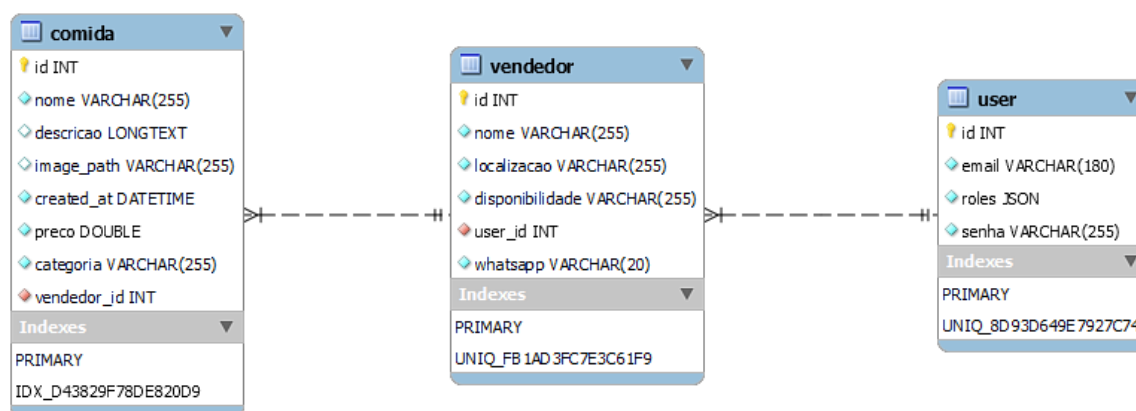 comida
id INT
nome VARCHAR(255)
descricao LONGTEXT
image_path VARCHAR(255)
created_at DATETIME
preco DOUBLE
categoria VARCHAR(255)
vendedor_id INT
Indexes
PRIMARY
IDX_D43829F78DE820D9
vendedor
id INT
nome VARCHAR(255)
localizacao VARCHAR(255)
disponibilidade VARCHAR(255)
user_id INT
whatsapp VARCHAR(20)
Indexes
PRIMARY
UNIQ_FB1AD3FC7E3C61F9
user
id INT
email VARCHAR(180)
roles JSON
senha VARCHAR(255)
Indexes
PRIMARY
UNIQ_8D93D649E7927C74